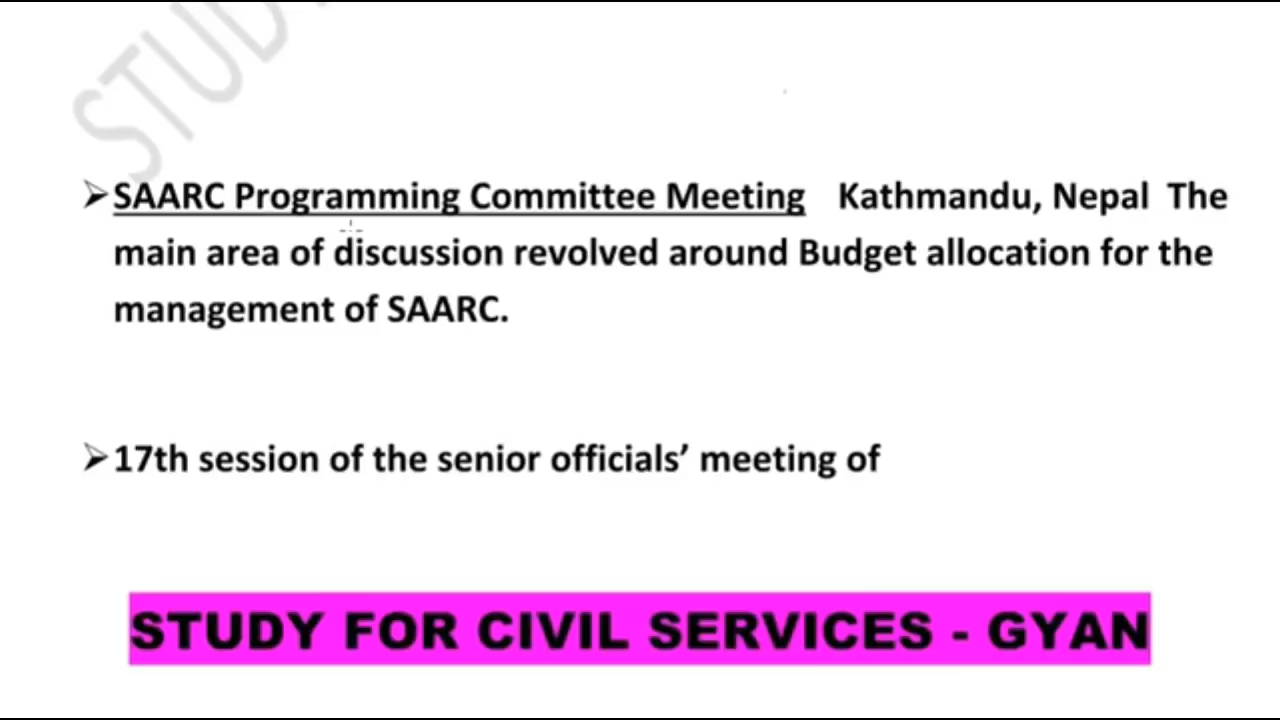 STUDY
➢SAARC Programming Committee Meeting Kathmandu, Nepal The
main area of discussion revolved around Budget allocation for the
management of SAARC.
➢17th session of the senior officials’ meeting of
STUDY FOR CIVIL SERVICES - GYAN